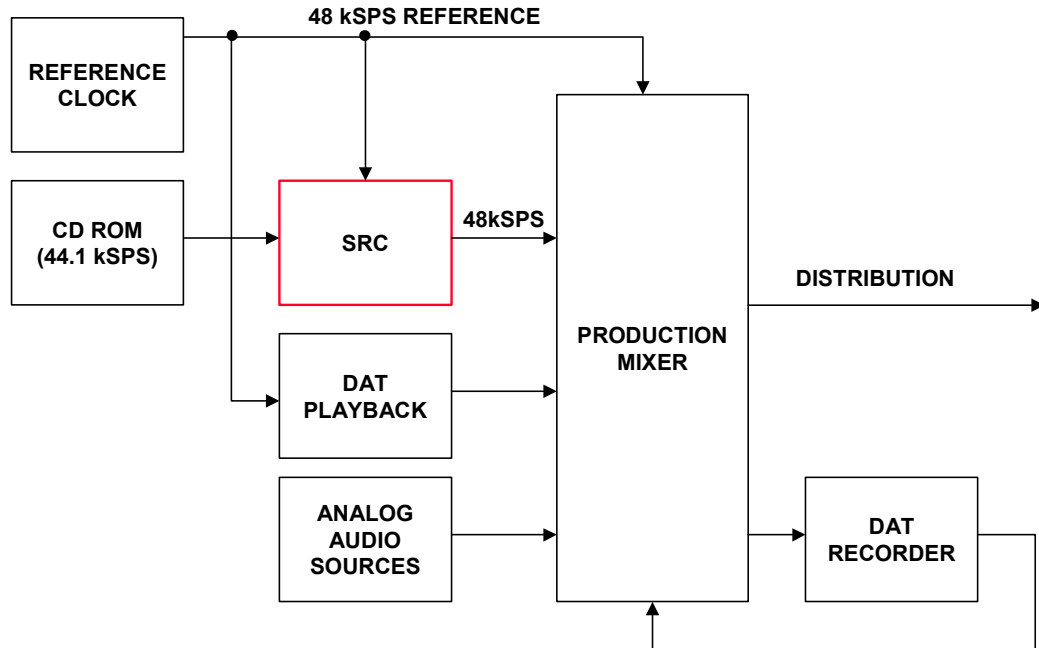 48 kSPS REFERENCE
REFERENCE
CLOCK
CD ROM
(44.1 kSPS)
SRC
48kSPS
DISTRIBUTION
PRODUCTION
MIXER
DAT
PLAYBACK
ANALOG
AUDIO
SOURCES
DAT
RECORDER